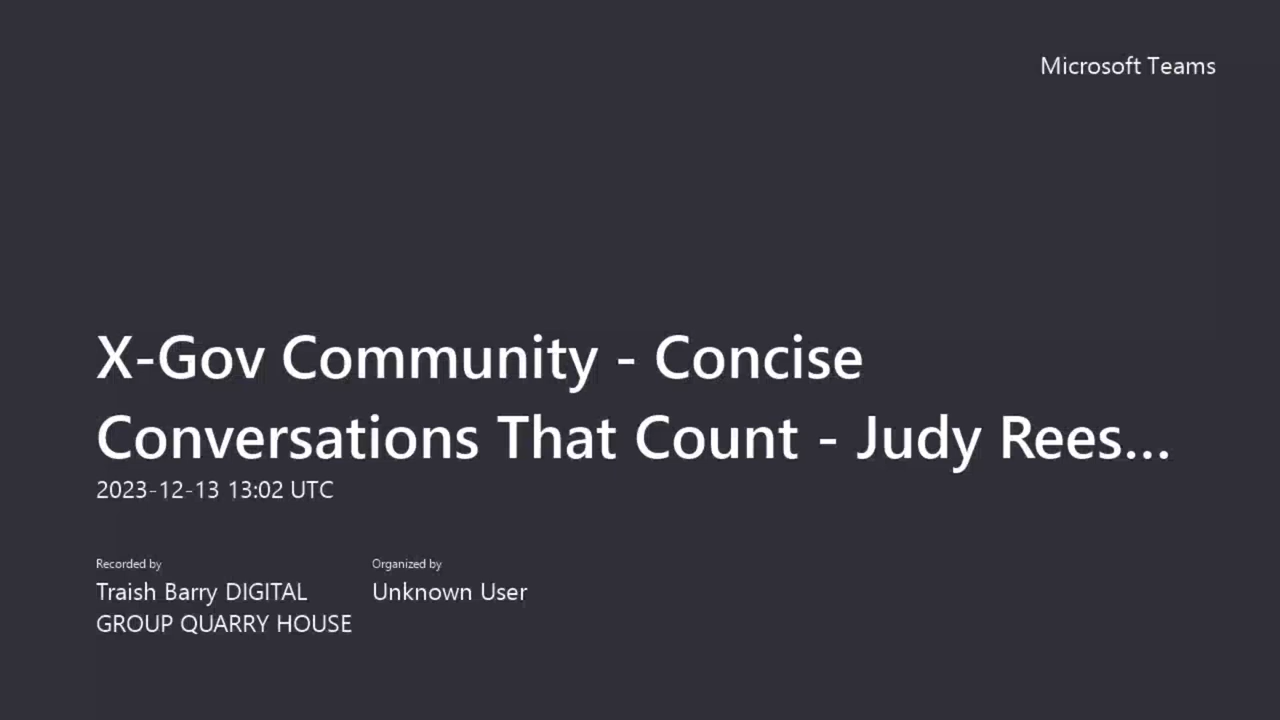 Microsoft Teams
X-Gov Community - Concise
Conversations That Count - Judy Rees...
2023-12-13 13:02 UTC
Recorded by
Traish Barry DIGITAL
GROUP QUARRY HOUSE
Organized by
Unknown User